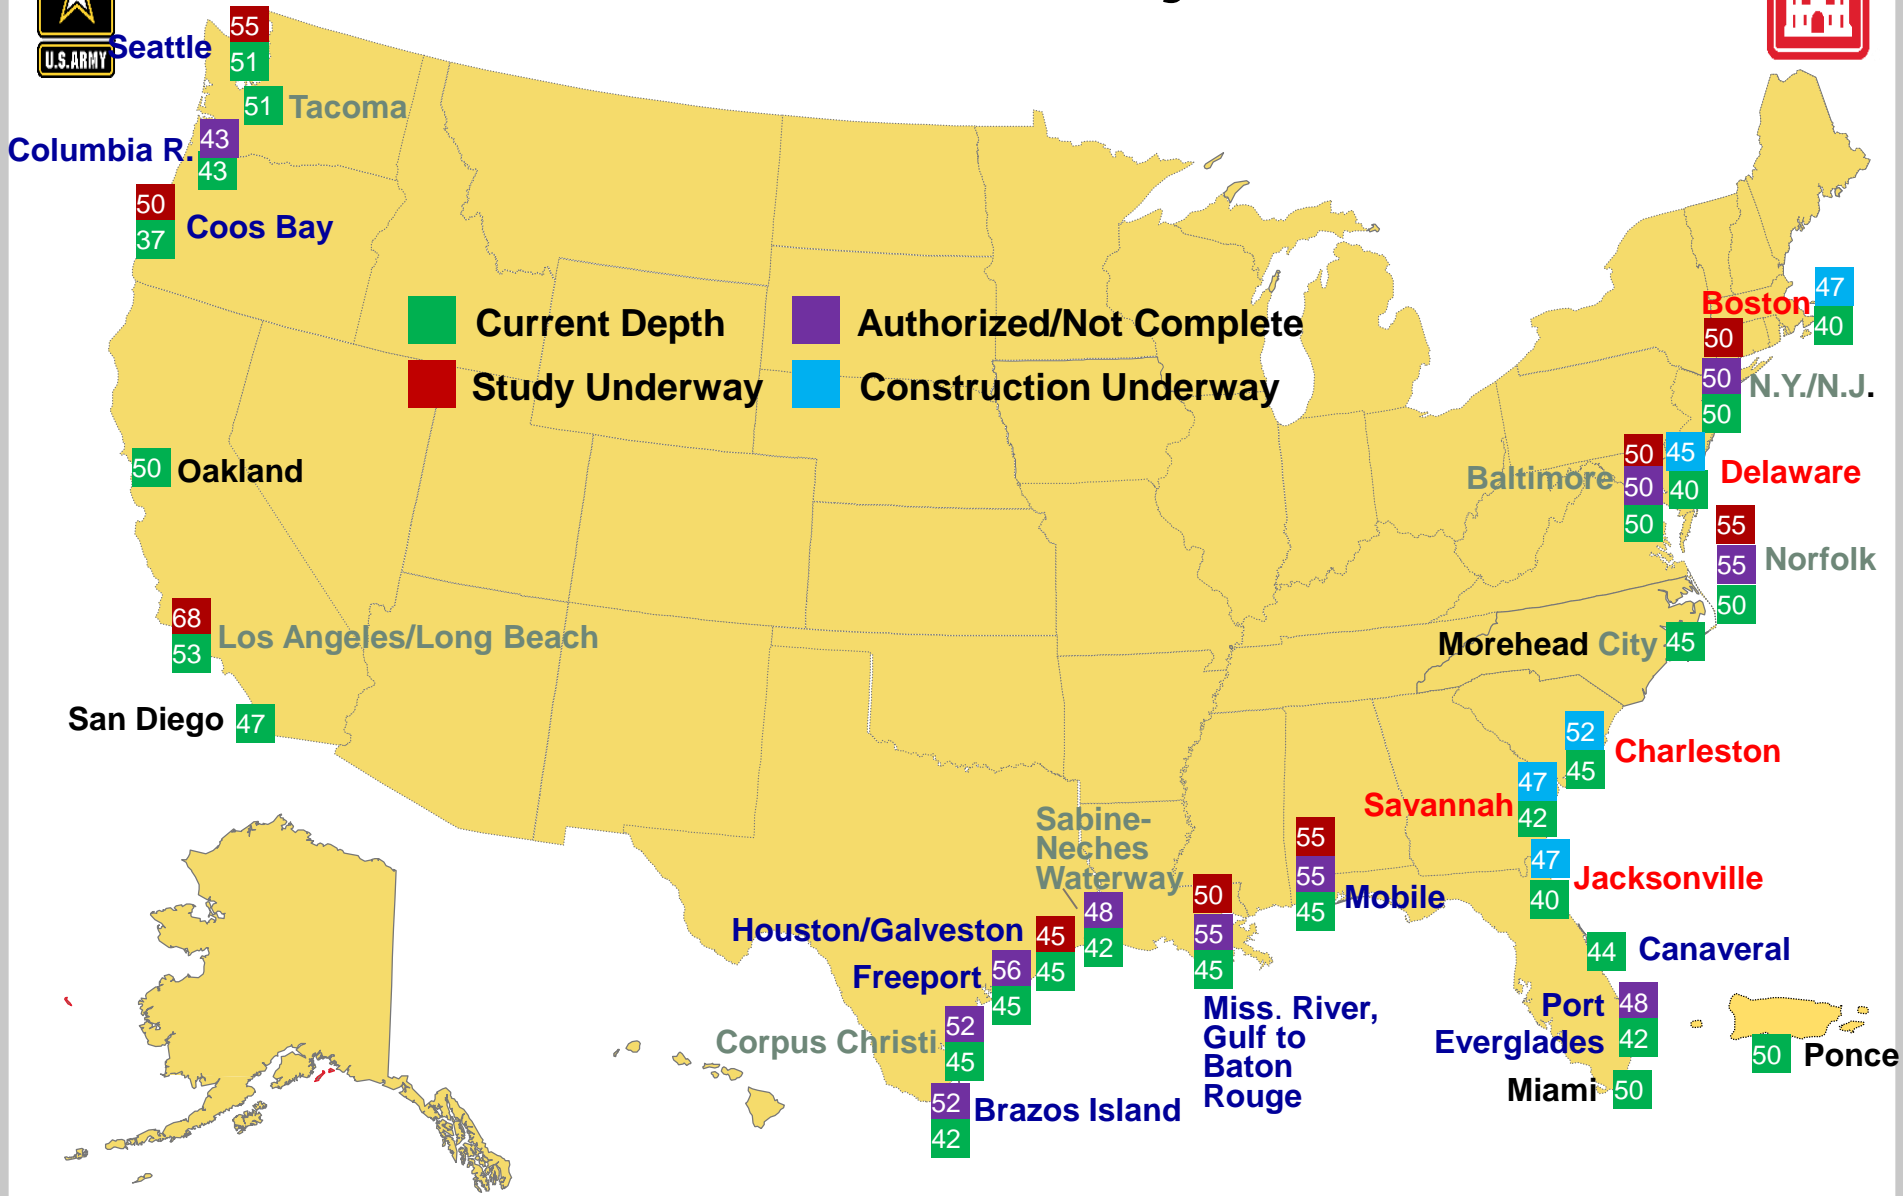 U.S.ARMY
Seattle
55
51
51
Tacoma
Columbia R.
43
43
50
37
Coos Bay
Current Depth
Authorized/Not Complete
Study Underway
Construction Underway
Boston
47
40
50
50
50
N.Y./N.J.
50
Oakland
Baltimore
50
50
50
45
40
Delaware
55
55
50
Norfolk
68
53
Los Angeles/Long Beach
Morehead City
45
San Diego
47
52
45
Charleston
Savannah
47
42
47
40
Jacksonville
Sabine-
Neches
Waterway
48
42
50
55
45
55
55
45
Mobile
Houston/Galveston
45
45
Freeport
56
45
Corpus Christi
52
45
52
42
Brazos Island
Miss. River,
Gulf to
Baton
Rouge
44
Canaveral
Port
Everglades
48
42
Miami
50
50
Ponce